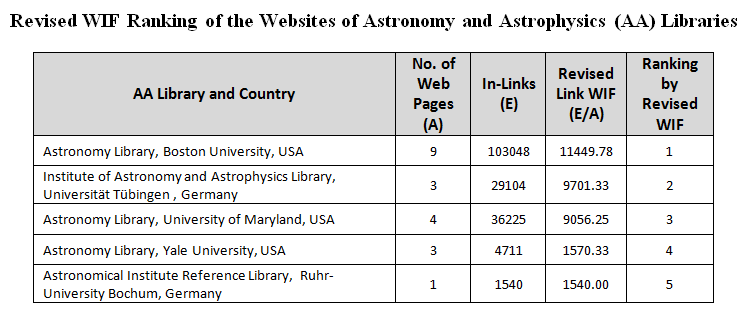 Revised WIF Ranking of the Websites of Astronomy and Astrophysics (AA) Libraries
AA Library and Country
No. of
Web
Pages
(A)
In-Links
(E)
Revised
Link WIF
(E/A)
Ranking
by
Revised
WIF
Astronomy Library, Boston University, USA 9 103048 11449.78 1
Institute of Astronomy and Astrophysics Library,
Universität Tübingen , Germany 3 29104 9701.33 2
Astronomy Library, University of Maryland, USA 4 36225 9056.25 3
Astronomy Library, Yale University, USA 3 4711 1570.33 4
Astronomical Institute Reference Library, Ruhr-
University Bochum, Germany 1 1540 1540.00 5